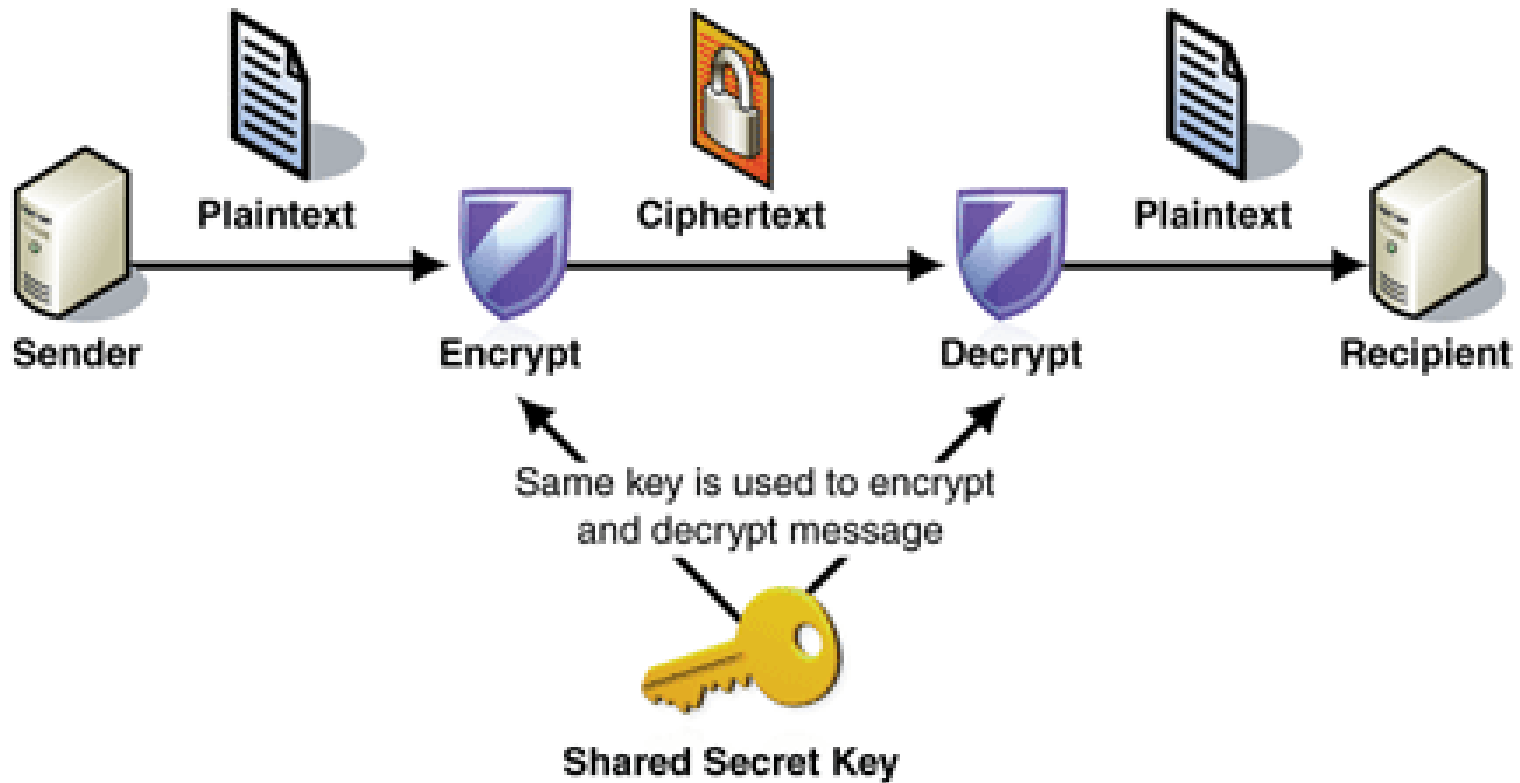 Plaintext
Ciphertext
Plaintext
Sender
Encrypt
Decrypt
Recipient
Same key is used to encrypt
and decrypt message
Shared Secret Key